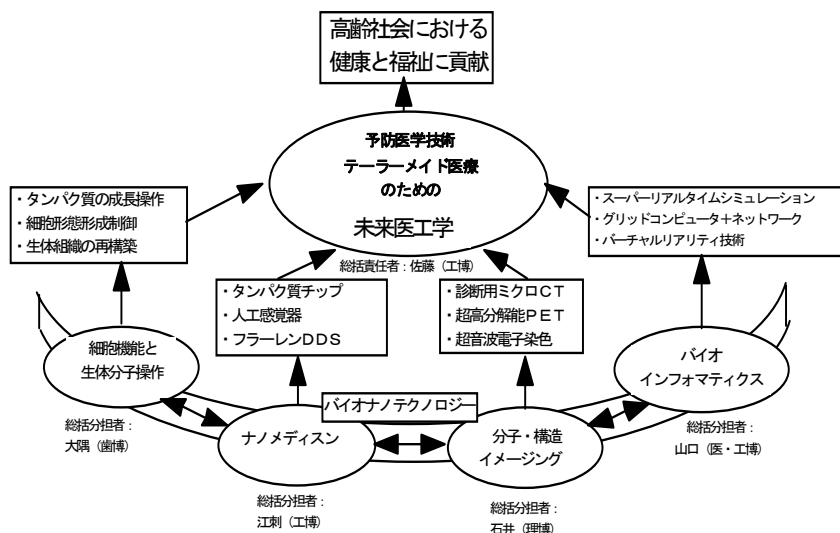 高齢社会における
健康と福祉に貢献
予防医学技術
テーラーメイド医療
のための
未来医工学
総括責任者：佐藤（工博）
・タンパク質の成長操作
・細胞形態形成制御
・生体組織の再構築
・スーパーリアルタイムシミュレーション
・グリッドコンピュータ＋ネットワーク
・バーチャルリアリティ技術
・タンパク質チップ
・人工感覚器
・フラーレンＤＤＳ
・診断用ミクロＣＴ
・超高分解能ＰＥＴ
・超音波電子染色
細胞機能と
生体分子操作
バイオ
インフォマティクス
バイオナノテクノロジー
総括分担者：
大隅（歯博）
ナノメディスン
分子・構造
イメージング
総括分担者：
山口（医・工博）
総括分担者：
江刺（工博）
総括分担者：
石井（理博）